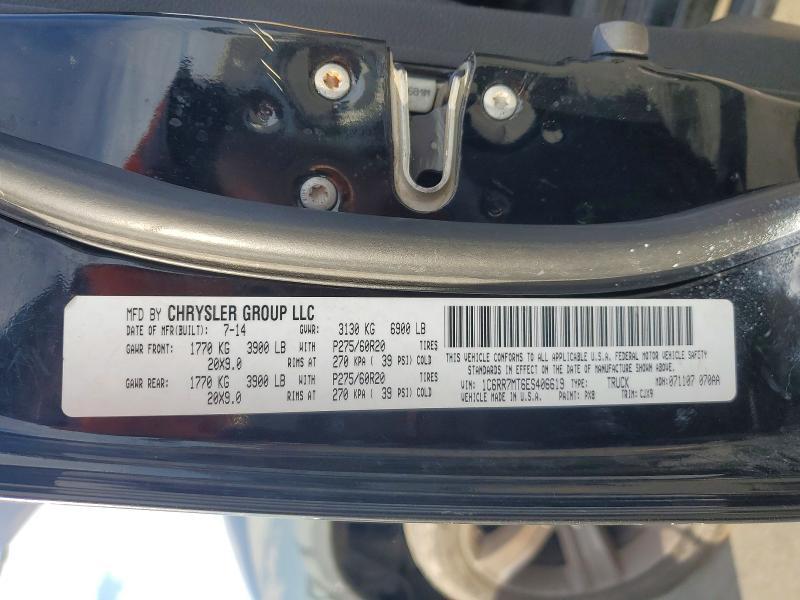 MFD BY CHRYSLER GROUP LLC
DATE OF MFR(BUILT): 7-14 GVWR: 3130 KG 6900 LB
GAWR FRONT: 1770 KG 3900 LB WITH P275/60R20 TIRES
20X9.0 RIMS AT 270 KPA ( 39 PSI) COLD
GAWR REAR: 1770 KG 3900 LB WITH P275/60R20 TIRES
20X9.0 RIMS AT 270 KPA ( 39 PSI) COLD
THIS VEHICLE CONFORMS TO ALL APPLICABLE U.S.A. FEDERAL MOTOR VEHICLE SAFETY
STANDARDS IN EFFECT ON THE DATE OF MANUFACTURE SHOWN ABOVE.
VIN: 1C6RR7MT6ES406619 TYPE: TRUCK MDH: 071107 070AA
VEHICLE MADE IN U.S.A. PAINT: PX8 TRIM: CJX9